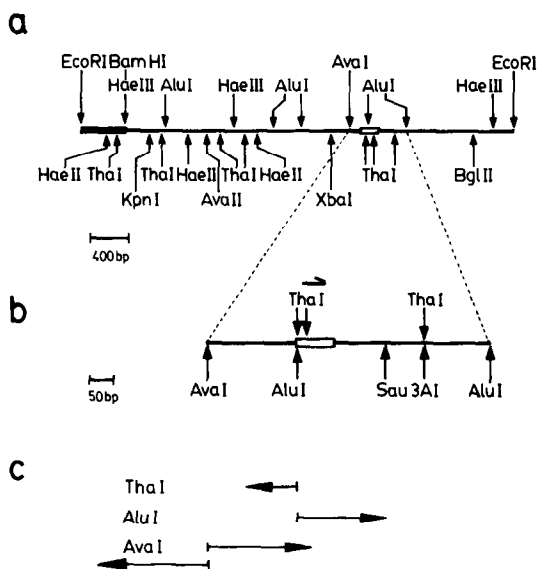 a
EcoRI BamHI AvaI EcoRI
HaeIII AluI HaeIII AluI AluI HaeIII
HaeII ThaI ThaI HaeII ThaI HaeII ThaI BglII
KpnI AvaII XbaI
400bp
b
ThaI ThaI
50bp AvaI AluI Sau3AI AluI
c
ThaI
AluI
AvaI